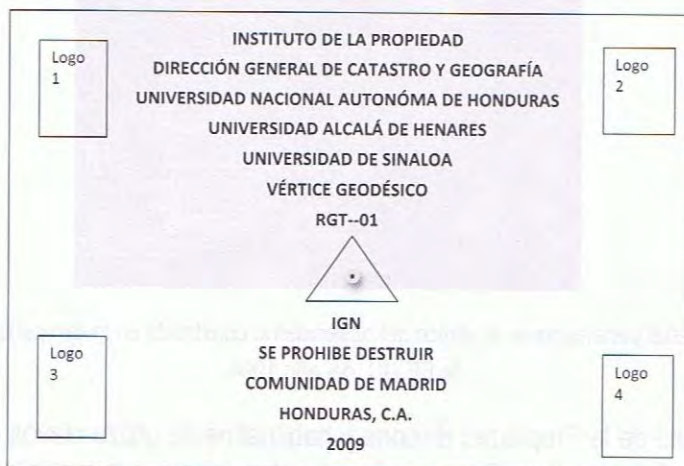 INSTITUTO DE LA PROPIEDAD
Logo
1
DIRECCIÓN GENERAL DE CATASTRO Y GEOGRAFÍA
Logo
2
UNIVERSIDAD NACIONAL AUTONÓMA DE HONDURAS
UNIVERSIDAD ALCALÁ DE HENARES
UNIVERSIDAD DE SINALOA
VÉRTICE GEODÉSICO
RGT--01
IGN
Logo
3
SE PROHIBE DESTRUIR
COMUNIDAD DE MADRID
Logo
4
HONDURAS, C.A.
2009